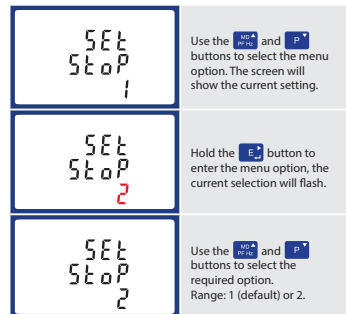 SEt
StoP
1
Use the MD▲ PF Hz and P▼
buttons to select the menu
option. The screen will
show the current setting.
SEt
StoP
2
Hold the E button to
enter the menu option, the
current selection will flash.
SEt
StoP
2
Use the MD▲ PF Hz and P▼
buttons to select the
required option.
Range: 1 (default) or 2.